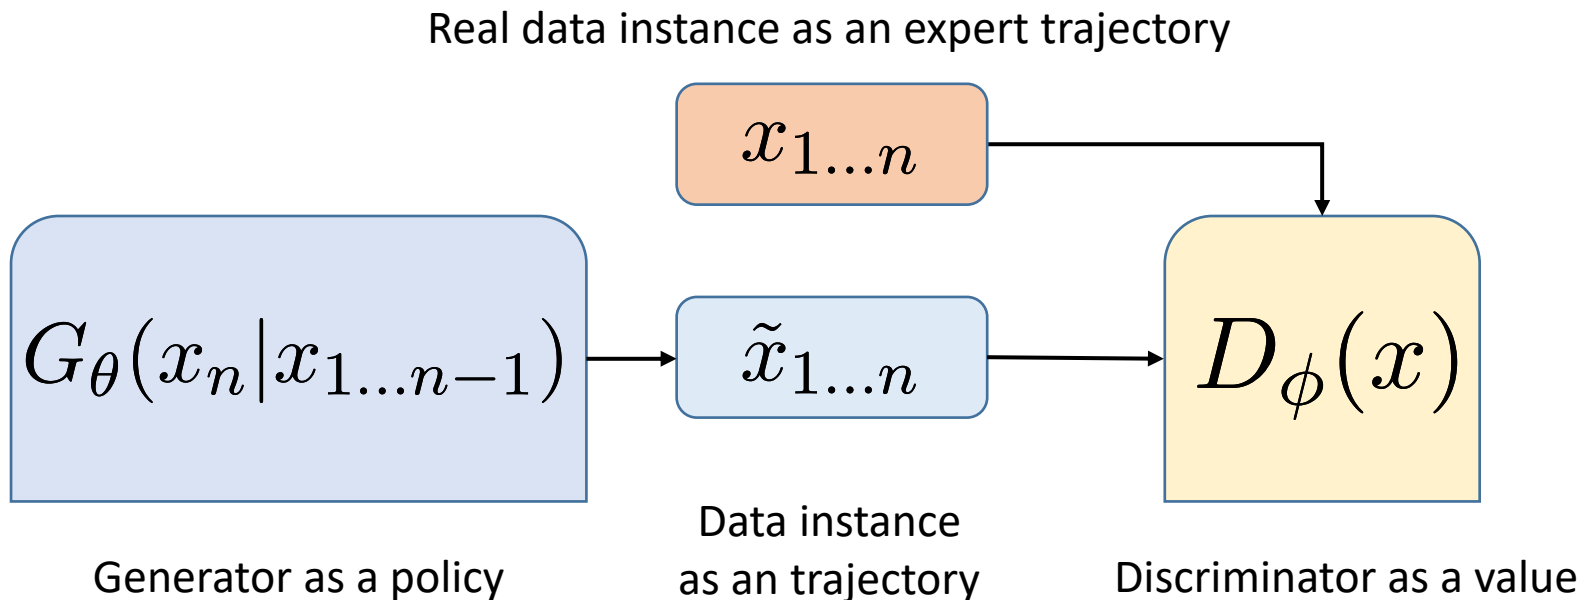 Real data instance as an expert trajectory
x_{1...n}
G_θ(x_n|x_{1...n−1})
x̃_{1...n}
D_ϕ(x)
Data instance
as an trajectory
Generator as a policy
Discriminator as a value